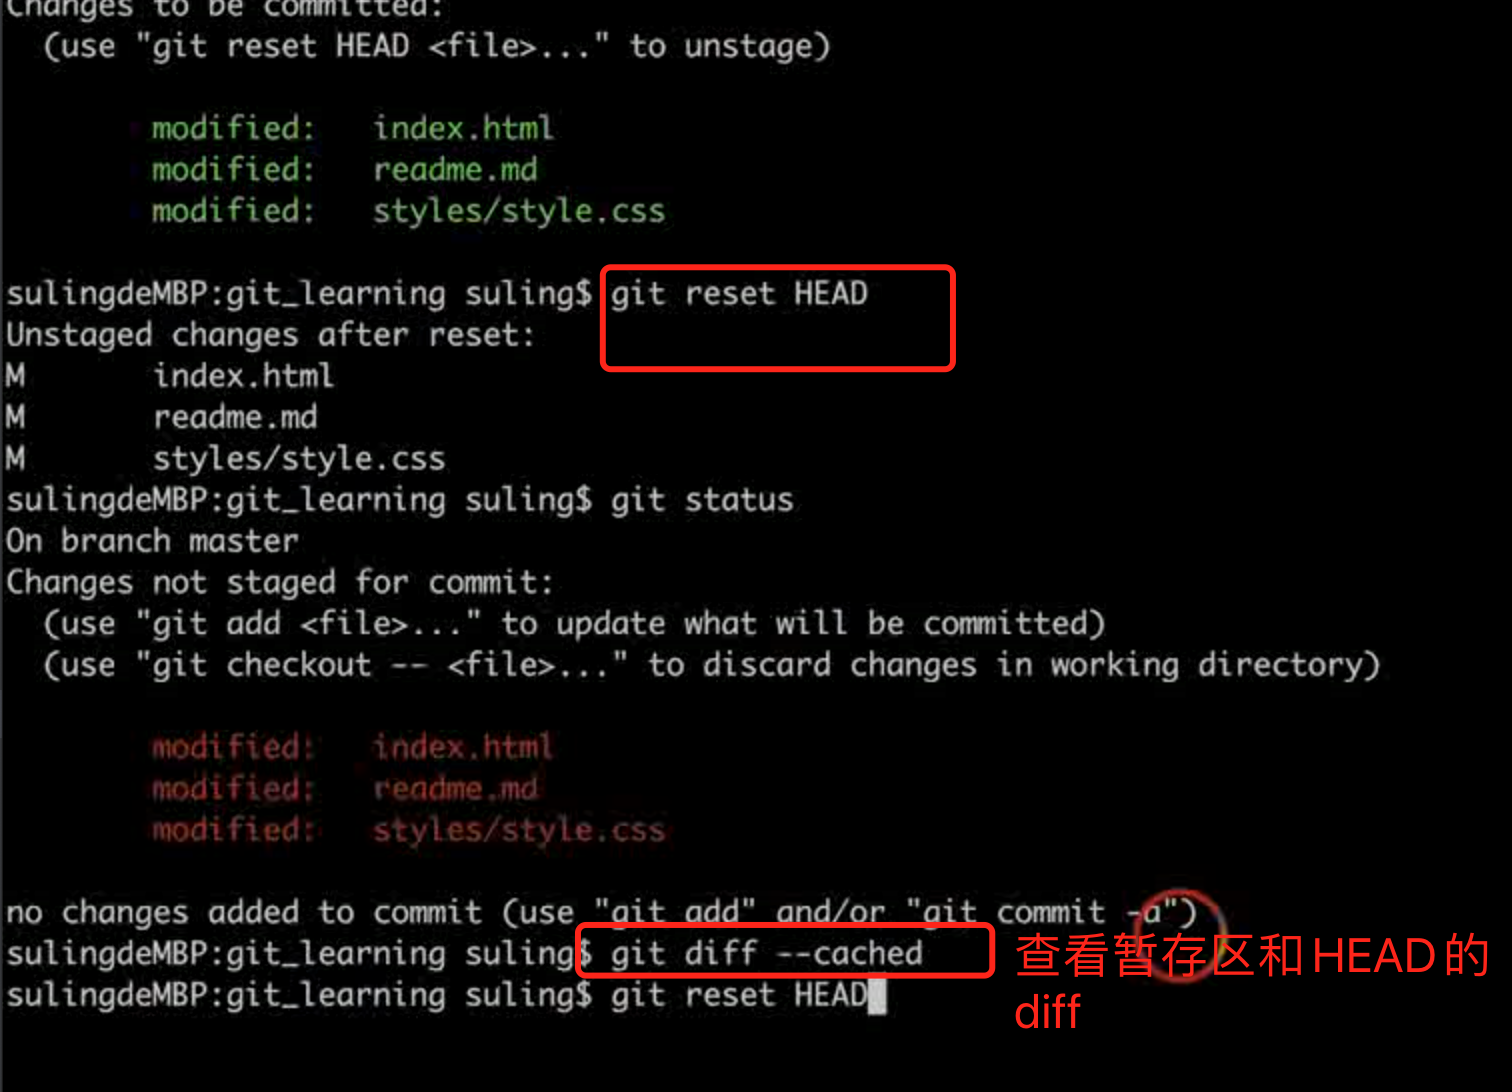 Changes to be committed:
(use "git reset HEAD <file>..." to unstage)
modified: index.html
modified: readme.md
modified: styles/style.css
sulingdeMBP:git_learning suling$ git reset HEAD
Unstaged changes after reset:
M index.html
M readme.md
M styles/style.css
sulingdeMBP:git_learning suling$ git status
On branch master
Changes not staged for commit:
(use "git add <file>..." to update what will be committed)
(use "git checkout -- <file>..." to discard changes in working directory)
modified: index.html
modified: readme.md
modified: styles/style.css
no changes added to commit (use "git add" and/or "git commit -a")
sulingdeMBP:git_learning suling$ git diff --cached
查看暂存区和HEAD的
diff
sulingdeMBP:git_learning suling$ git reset HEAD